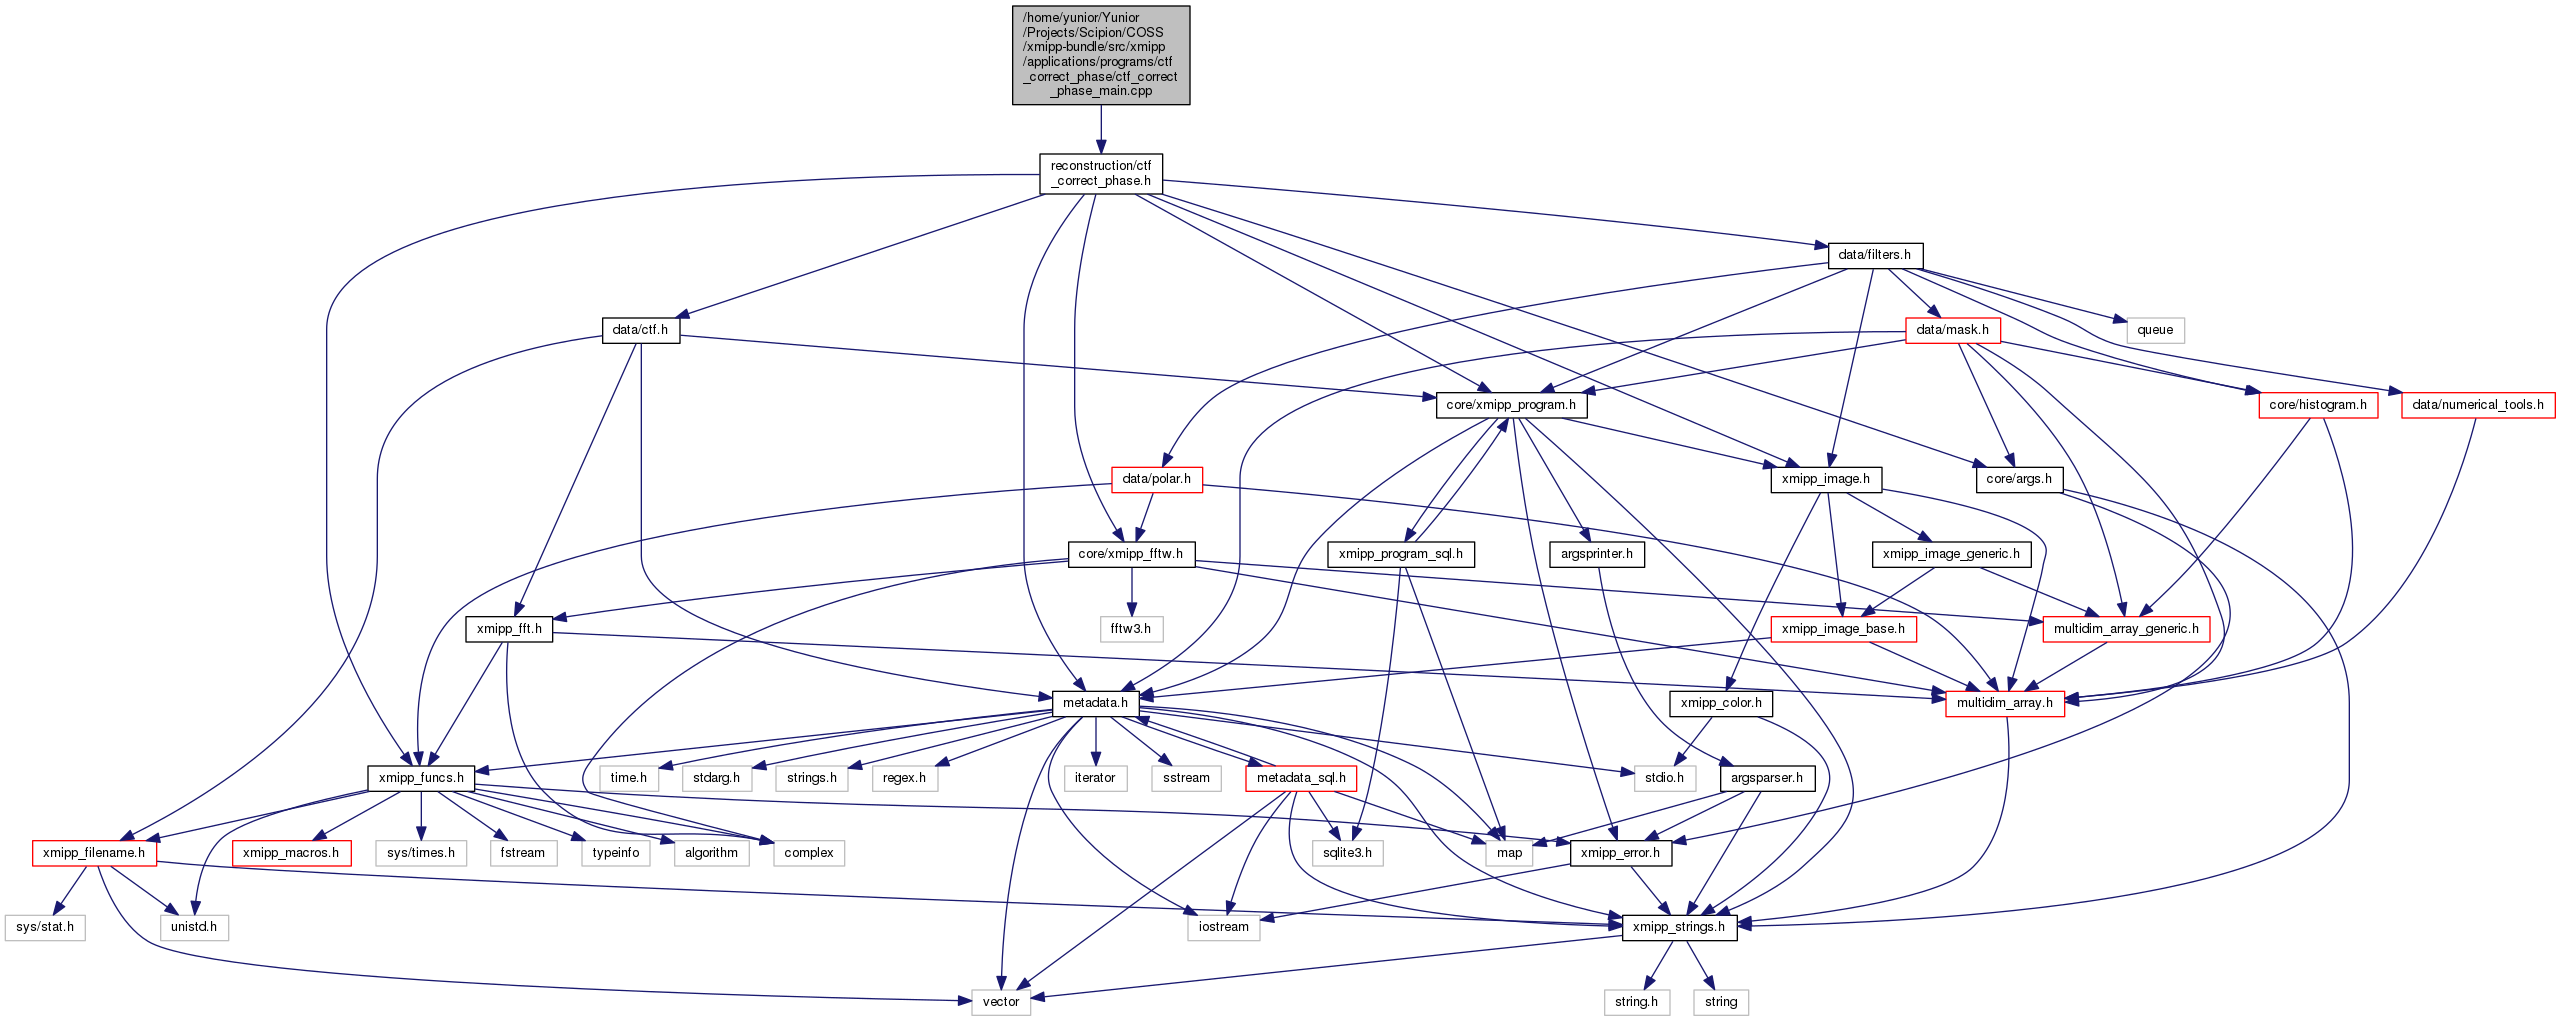 /home/yunior/Yunior
/Projects/Scipion/COSS
/xmipp-bundle/src/xmipp
/applications/programs/ctf
_correct_phase/ctf_correct
_phase_main.cpp
reconstruction/ctf
_correct_phase.h
data/filters.h
data/ctf.h
data/mask.h
queue
core/xmipp_program.h
core/histogram.h
data/numerical_tools.h
data/polar.h
xmipp_image.h
core/args.h
core/xmipp_fftw.h
xmipp_program_sql.h
argsprinter.h
xmipp_image_generic.h
xmipp_fft.h
fftw3.h
xmipp_image_base.h
multidim_array_generic.h
metadata.h
xmipp_color.h
multidim_array.h
xmipp_funcs.h
time.h
stdarg.h
strings.h
regex.h
iterator
sstream
metadata_sql.h
stdio.h
argsparser.h
xmipp_filename.h
xmipp_macros.h
sys/times.h
fstream
typeinfo
algorithm
complex
sqlite3.h
map
xmipp_error.h
sys/stat.h
unistd.h
iostream
xmipp_strings.h
vector
string.h
string